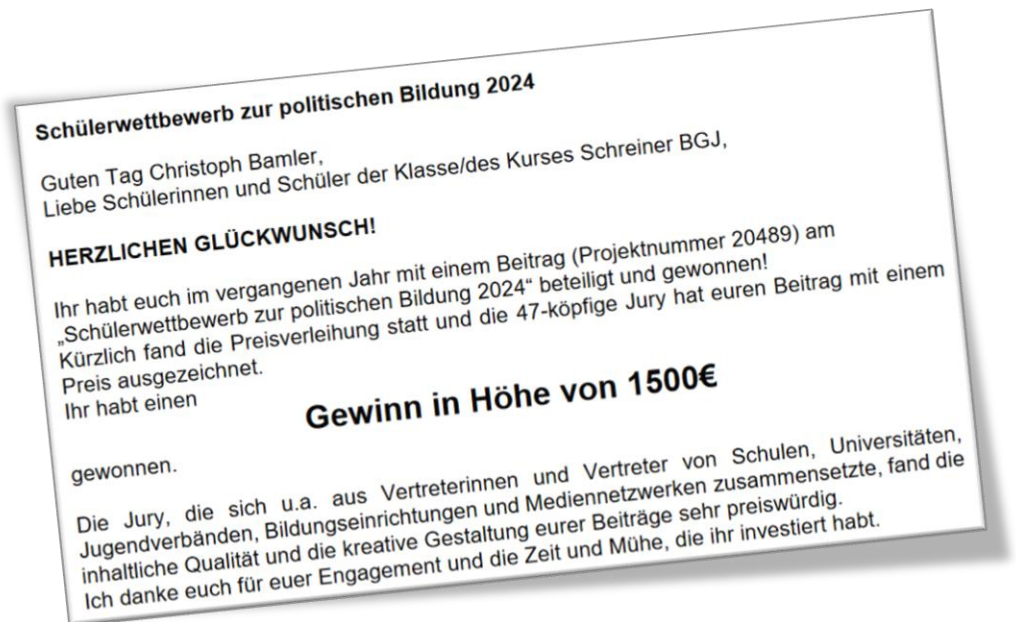 Schülerwettbewerb zur politischen Bildung 2024
Guten Tag Christoph Bamler,
Liebe Schülerinnen und Schüler der Klasse/des Kurses Schreiner BGJ,
HERZLICHEN GLÜCKWUNSCH!
Ihr habt euch im vergangenen Jahr mit einem Beitrag (Projektnummer 20489) am
„Schülerwettbewerb zur politischen Bildung 2024“ beteiligt und gewonnen!
Kürzlich fand die Preisverleihung statt und die 47-köpfige Jury hat euren Beitrag mit einem
Preis ausgezeichnet.
Ihr habt einen
Gewinn in Höhe von 1500€
gewonnen.
Die Jury, die sich u.a. aus Vertreterinnen und Vertreter von Schulen, Universitäten,
Jugendverbänden, Bildungseinrichtungen und Mediennetzwerken zusammensetzte, fand die
inhaltliche Qualität und die kreative Gestaltung eurer Beiträge sehr preiswürdig.
Ich danke euch für euer Engagement und die Zeit und Mühe, die ihr investiert habt.